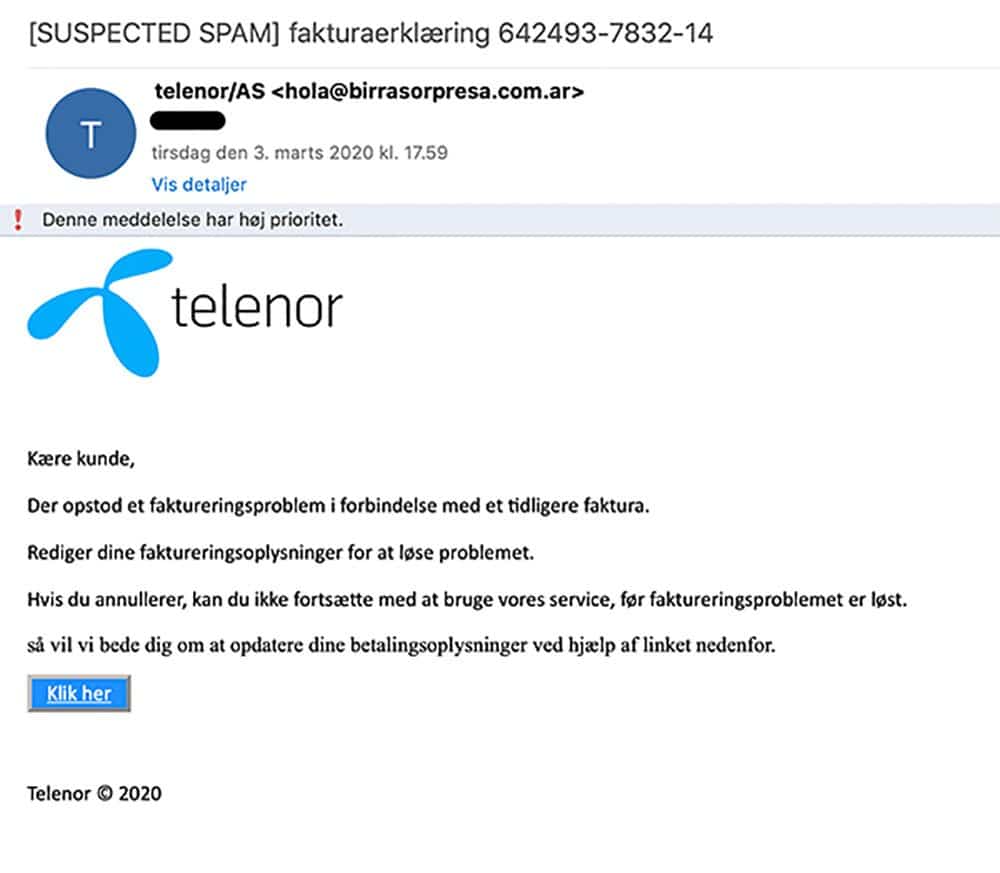 [SUSPECTED SPAM] fakturaerklæring 642493-7832-14
telenor/AS <hola@birrasorpresa.com.ar>
T
tirsdag den 3. marts 2020 kl. 17.59
Vis detaljer
Denne meddelelse har høj prioritet.
telenor
Kære kunde,
Der opstod et faktureringsproblem i forbindelse med et tidligere faktura.
Rediger dine faktureringsoplysninger for at løse problemet.
Hvis du annullerer, kan du ikke fortsætte med at bruge vores service, før faktureringsproblemet er løst.
så vil vi bede dig om at opdatere dine betalingsoplysninger ved hjælp af linket nedenfor.
Klik her
Telenor © 2020